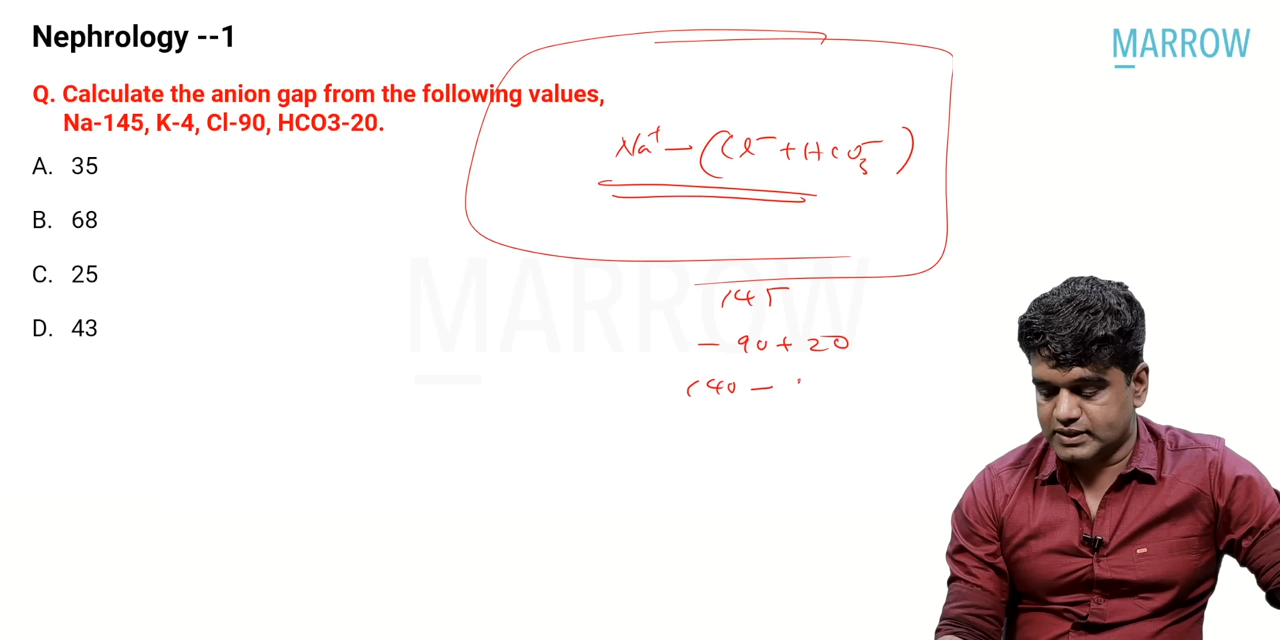 Nephrology --1
MARROW
Q. Calculate the anion gap from the following values,
Na-145, K-4, Cl-90, HCO3-20.
A. 35
B. 68
C. 25
D. 43
Na⁺ — (Cl⁻ + HCO₃⁻)
145
— 90 + 20
140 —
MARROW